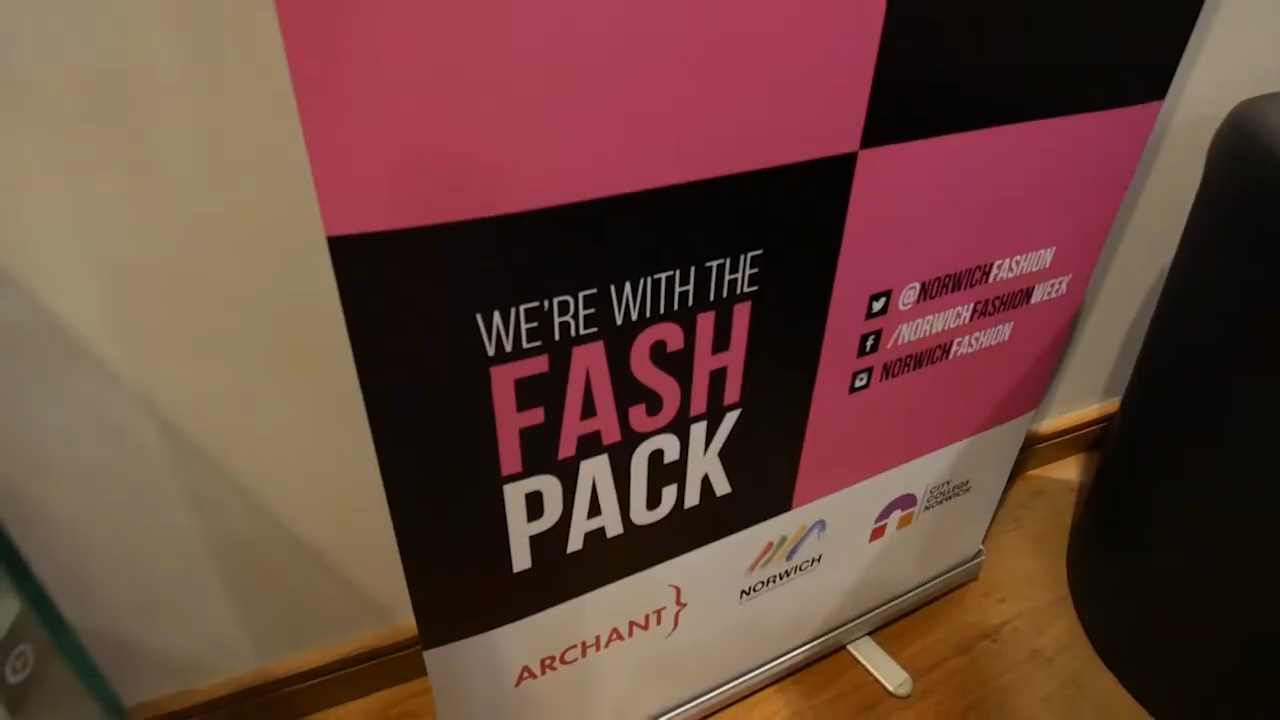 WE'RE WITH THE
FASH
PACK
@NORWICHFASHION
/NORWICHFASHIONWEEK
NORWICHFASHION
ARCHANT
NORWICH
CITY
COLLEGE
NORWICH